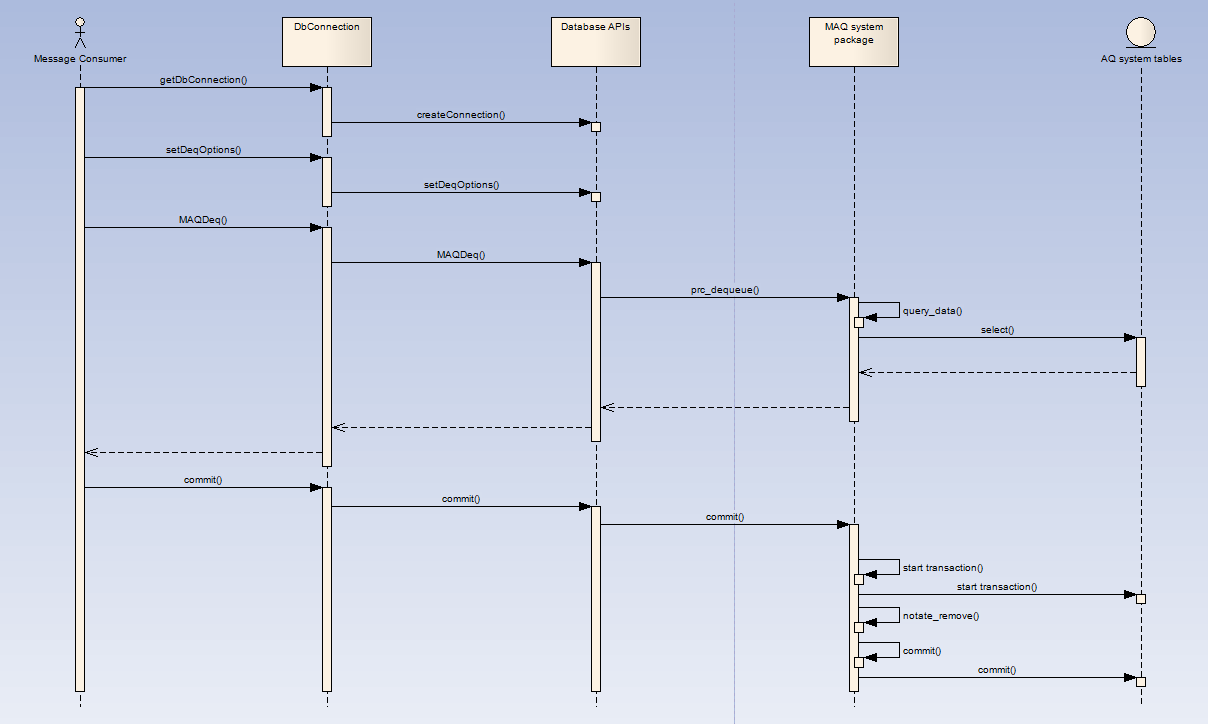 DbConnection
Database APIs
MAQ system
package
Message Consumer
AQ system tables
getDbConnection()
createConnection()
setDeqOptions()
setDeqOptions()
MAQDeq()
MAQDeq()
prc_dequeue()
query_data()
select()
commit()
commit()
commit()
start transaction()
start transaction()
notate_remove()
commit()
commit()